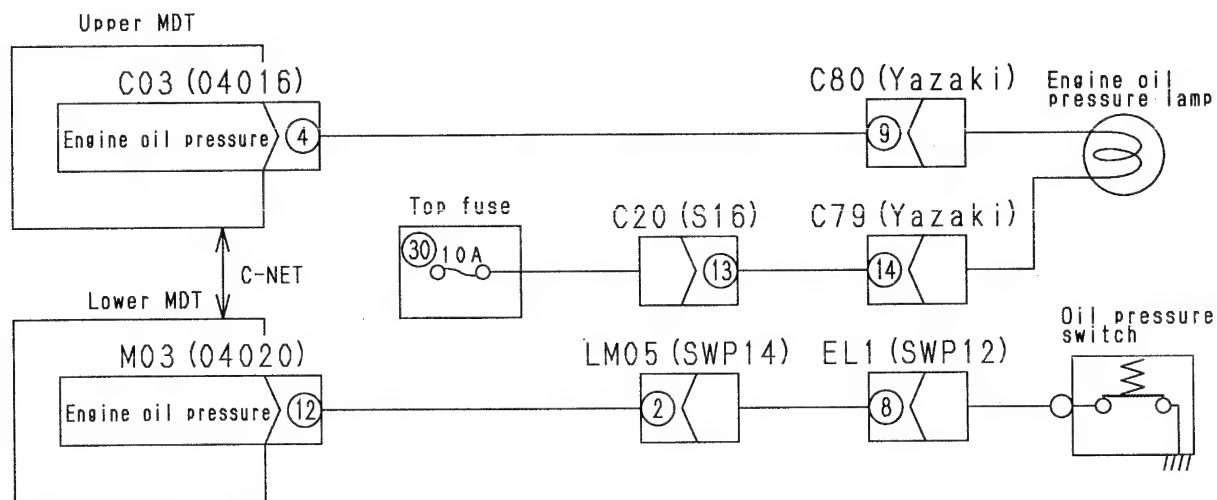 Upper MDT
C03 (04016)
Engine oil pressure
4
C80 (Yazaki)
9
Engine oil
pressure lamp
Top fuse
30
10A
C20 (S16)
13
C79 (Yazaki)
14
C-NET
Lower MDT
M03 (04020)
Engine oil pressure
12
LM05 (SWP14)
2
EL1 (SWP12)
8
Oil pressure
switch